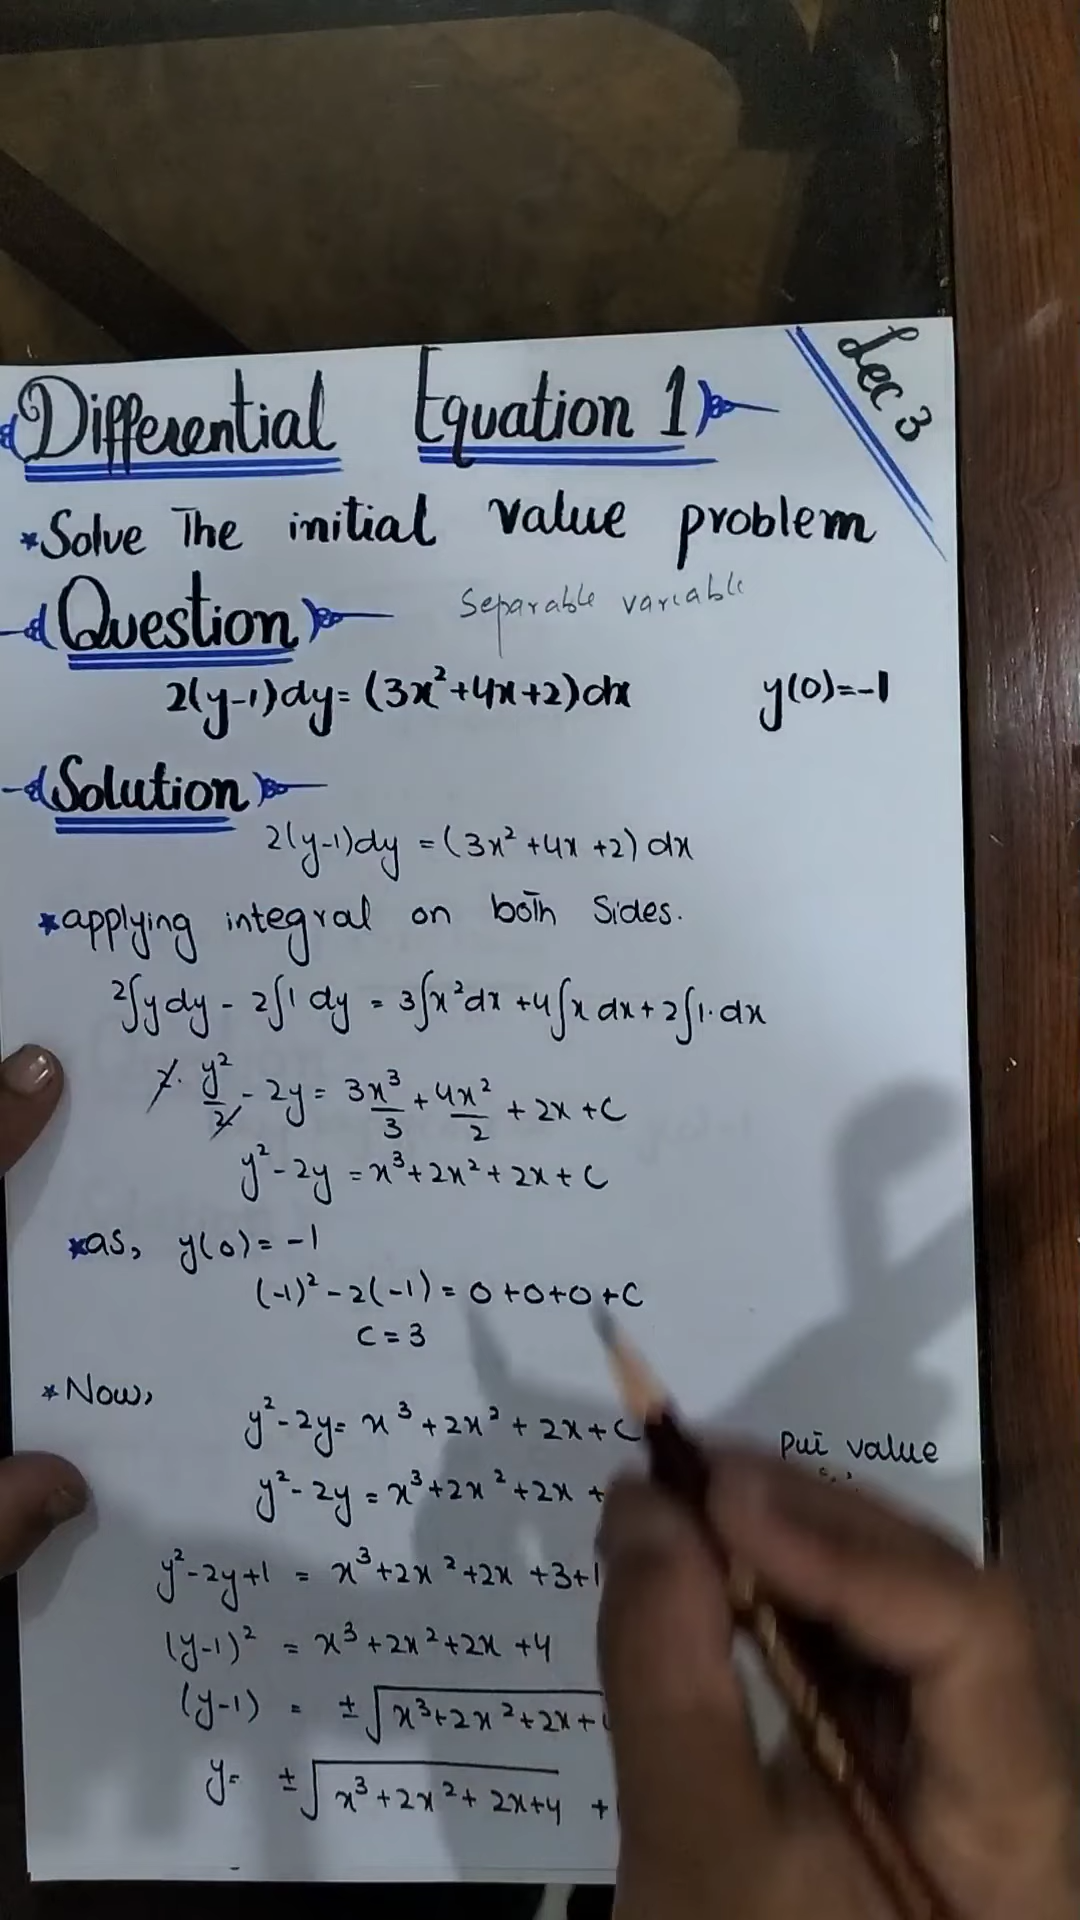 Lec 3
Differential Equation 1
*Solve The initial value problem
Question
Separable variable
2(y-1)dy= (3x²+4x+2)dx y(0)=-1
Solution
2(y-1)dy = (3x² +4x +2) dx
*applying integral on both Sides.
2∫ydy - 2∫1 dy = 3∫x²dx +4∫x dx + 2∫1.dx
2. y²/2 - 2y = 3x³/3 + 4x²/2 + 2x + C
y² - 2y = x³ + 2x² + 2x + C
*as, y(0) = -1
(-1)² - 2(-1) = 0 +0+0 +C
C = 3
*Now,
y² - 2y = x³ + 2x² + 2x + C
Put value
y² - 2y = x³ + 2x² + 2x +
y² - 2y + 1 = x³ + 2x² + 2x + 3+1
(y-1)² = x³ + 2x² + 2x + 4
(y-1) = ±√x³+2x²+2x+
y = ±√x³+2x²+2x+4 +